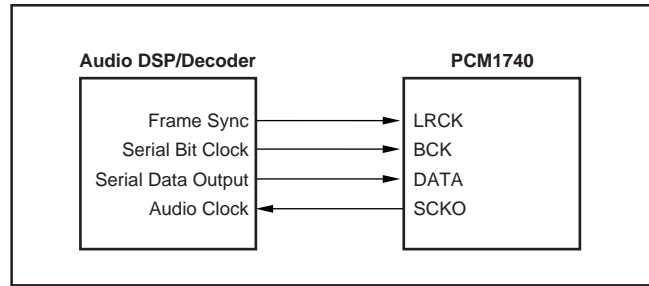 Audio DSP/Decoder
PCM1740
Frame Sync
LRCK
Serial Bit Clock
BCK
Serial Data Output
DATA
Audio Clock
SCKO